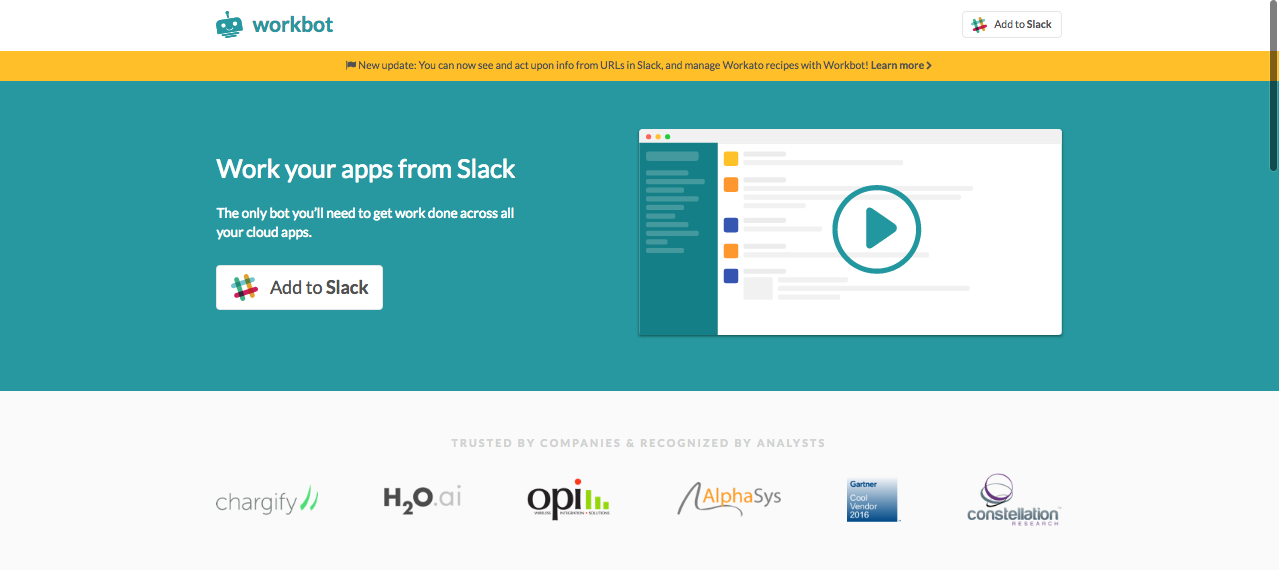 workbot
Add to Slack
New update: You can now see and act upon info from URLs in Slack, and manage Workato recipes with Workbot! Learn more
Work your apps from Slack
The only bot you'll need to get work done across all
your cloud apps.
Add to Slack
TRUSTED BY COMPANIES & RECOGNIZED BY ANALYSTS
chargify
H2O.ai
opi
AlphaSys
Gartner
Cool
Vendor
2016
constellation
RESEARCH